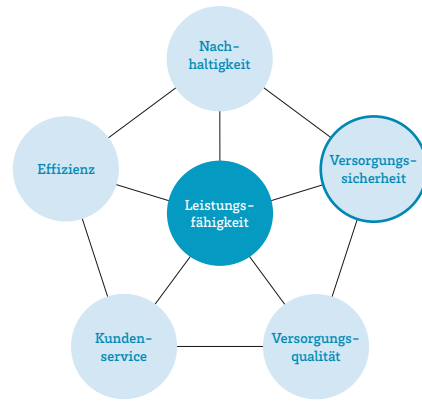 Nach-
haltigkeit
Effizienz
Versorgungs-
sicherheit
Leistungs-
fähigkeit
Kunden-
service
Versorgungs-
qualität